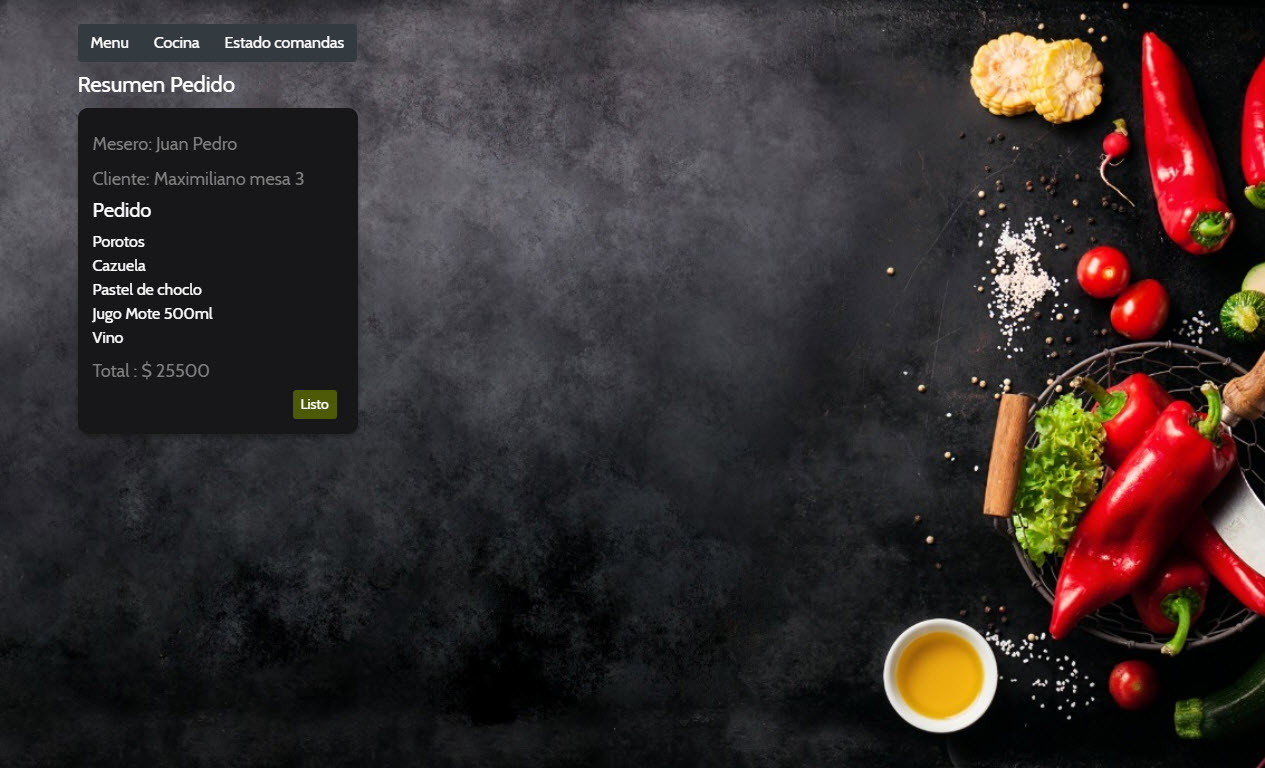 Menu Cocina Estado comandas
Resumen Pedido
Mesero: Juan Pedro
Cliente: Maximiliano mesa 3
Pedido
Porotos
Cazuela
Pastel de choclo
Jugo Mote 500ml
Vino
Total : $ 25500
Listo